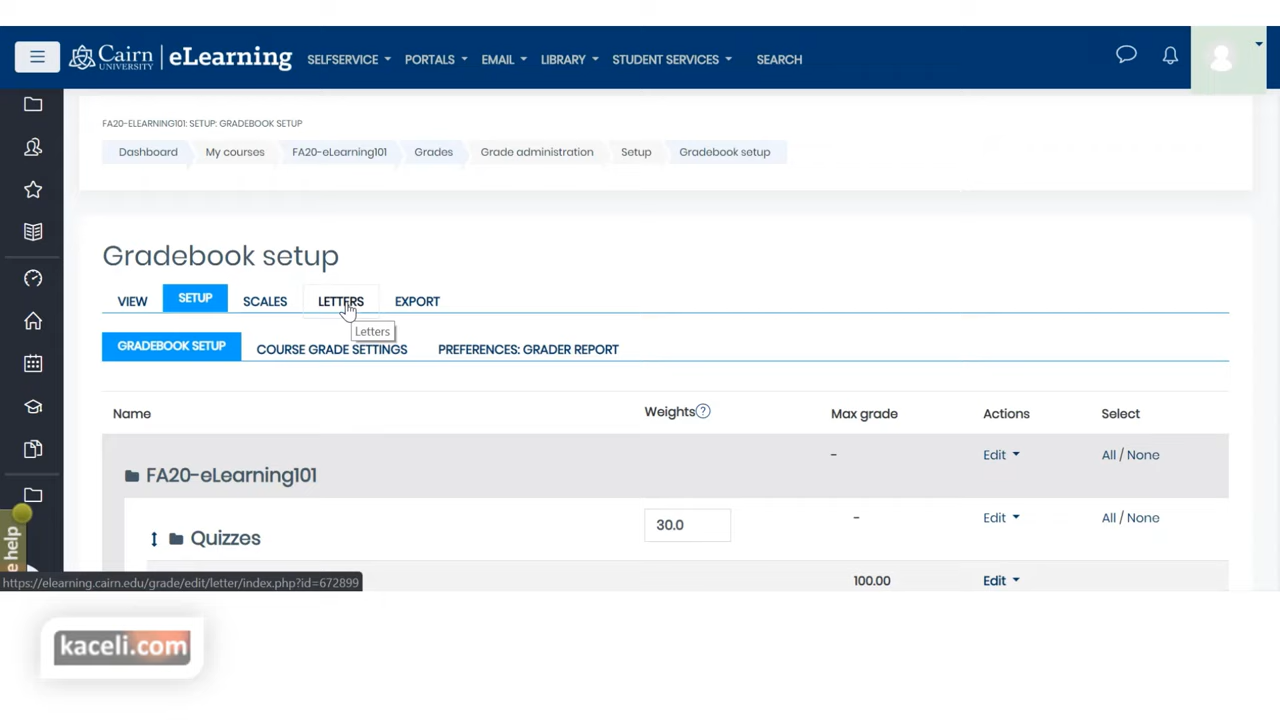 Cairn UNIVERSITY eLearning SELFSERVICE PORTALS EMAIL LIBRARY STUDENT SERVICES SEARCH
FA20-ELEARNING101: SETUP: GRADEBOOK SETUP
Dashboard My courses FA20-eLearning101 Grades Grade administration Setup Gradebook setup
Gradebook setup
VIEW SETUP SCALES LETTERS EXPORT
Letters
GRADEBOOK SETUP COURSE GRADE SETTINGS PREFERENCES: GRADER REPORT
Name Weights? Max grade Actions Select
FA20-eLearning101 - Edit All / None
Quizzes 30.0 - Edit All / None
100.00 Edit
e help
https://elearning.cairn.edu/grade/edit/letter/index.php?id=672899
kaceli.com